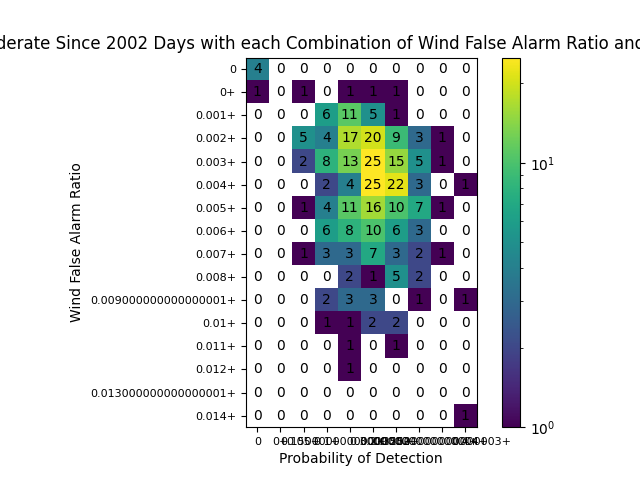 derate Since 2002 Days with each Combination of Wind False Alarm Ratio and
Wind False Alarm Ratio
0 4 0 0 0 0 0 0 0 0 0
0+ 1 0 1 0 1 1 1 0 0 0
0.001+ 0 0 0 6 11 5 1 0 0 0
0.002+ 0 0 5 4 17 20 9 3 1 0
0.003+ 0 0 2 8 13 25 15 5 1 0
0.004+ 0 0 0 2 4 25 22 3 0 1
0.005+ 0 0 1 4 11 16 10 7 1 0
0.006+ 0 0 0 6 8 10 6 3 0 0
0.007+ 0 0 1 3 3 7 3 2 1 0
0.008+ 0 0 0 0 2 1 5 2 0 0
0.009000000000000001+ 0 0 0 2 3 3 0 1 0 1
0.01+ 0 0 0 1 1 2 2 0 0 0
0.011+ 0 0 0 0 1 0 1 0 0 0
0.012+ 0 0 0 0 1 0 0 0 0 0
0.013000000000000001+ 0 0 0 0 0 0 0 0 0 0
0.014+ 0 0 0 0 0 0 0 0 0 1
0
Probability of Detection
10^1
10^0